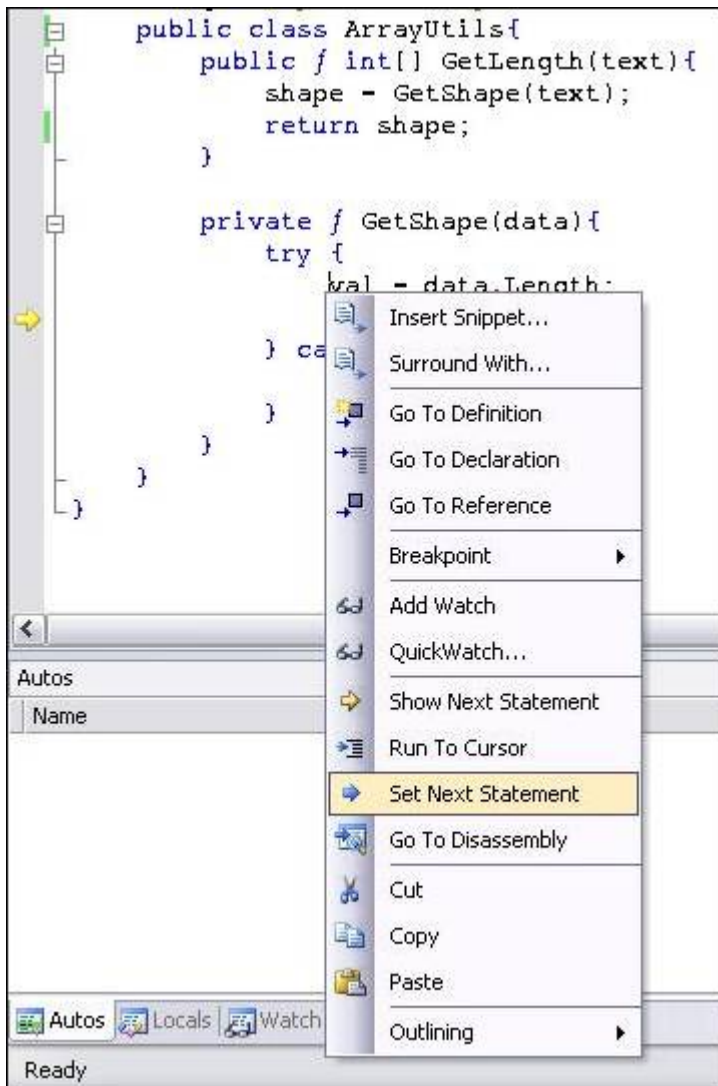 public class ArrayUtils{
public ƒ int[] GetLength(text){
shape = GetShape(text);
return shape;
}
private ƒ GetShape(data){
try {
val = data.Length;
} ca
}
}
}
}
Insert Snippet...
Surround With...
Go To Definition
Go To Declaration
Go To Reference
Breakpoint
Add Watch
QuickWatch...
Show Next Statement
Run To Cursor
Set Next Statement
Go To Disassembly
Cut
Copy
Paste
Outlining
Autos
Name
Autos Locals Watch
Ready